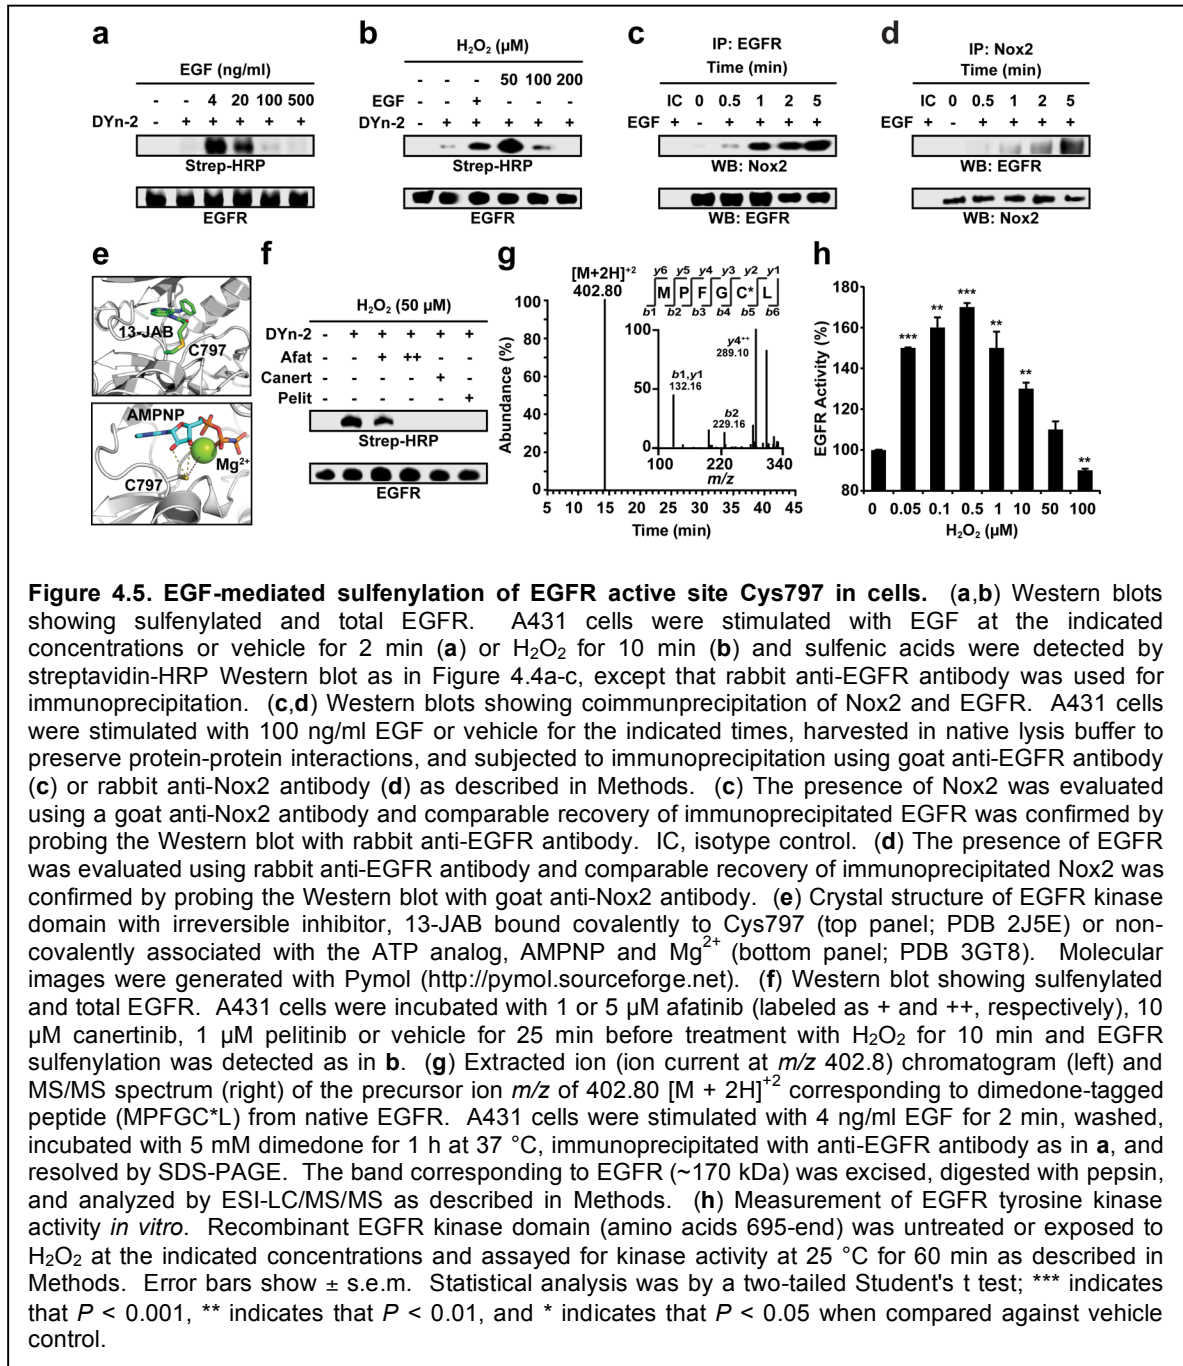 a
EGF (ng/ml)
- - 4 20 100 500
DYn-2 - + + + + +
Strep-HRP
EGFR
b
H2O2 (µM)
- - - 50 100 200
EGF - - + - - -
DYn-2 - + + + + +
Strep-HRP
EGFR
c
IP: EGFR
Time (min)
IC 0 0.5 1 2 5
EGF + - + + + +
WB: Nox2
WB: EGFR
d
IP: Nox2
Time (min)
IC 0 0.5 1 2 5
EGF + - + + + +
WB: EGFR
WB: Nox2
e
13-JAB
C797
AMPNP
Mg2+
C797
f
H2O2 (50 µM)
DYn-2 - + + + + +
Afat - - + ++ - -
Canert - - - - + -
Pelit - - - - - +
Strep-HRP
EGFR
g
[M+2H]+2
402.80
y6 y5 y4 y3 y2 y1
M P F G C* L
b1 b2 b3 b4 b5 b6
Abundance (%)
100
90
80
70
60
50
40
30
20
10
0
5 10 15 20 25 30 35 40 45
Time (min)
100
50
0
y4++
289.10
b1,y1
132.16
b2
229.16
100 220 340
m/z
h
EGFR Activity (%)
180
160
140
120
100
80
*** ** *** ** ** **
0 0.05 0.1 0.5 1 10 50 100
H2O2 (µM)
Figure 4.5. EGF-mediated sulfenylation of EGFR active site Cys797 in cells. (a,b) Western blots
showing sulfenylated and total EGFR. A431 cells were stimulated with EGF at the indicated
concentrations or vehicle for 2 min (a) or H2O2 for 10 min (b) and sulfenic acids were detected by
streptavidin-HRP Western blot as in Figure 4.4a-c, except that rabbit anti-EGFR antibody was used for
immunoprecipitation. (c,d) Western blots showing coimmunprecipitation of Nox2 and EGFR. A431 cells
were stimulated with 100 ng/ml EGF or vehicle for the indicated times, harvested in native lysis buffer to
preserve protein-protein interactions, and subjected to immunoprecipitation using goat anti-EGFR antibody
(c) or rabbit anti-Nox2 antibody (d) as described in Methods. (c) The presence of Nox2 was evaluated
using a goat anti-Nox2 antibody and comparable recovery of immunoprecipitated EGFR was confirmed by
probing the Western blot with rabbit anti-EGFR antibody. IC, isotype control. (d) The presence of EGFR
was evaluated using rabbit anti-EGFR antibody and comparable recovery of immunoprecipitated Nox2 was
confirmed by probing the Western blot with goat anti-Nox2 antibody. (e) Crystal structure of EGFR kinase
domain with irreversible inhibitor, 13-JAB bound covalently to Cys797 (top panel; PDB 2J5E) or non-
covalently associated with the ATP analog, AMPNP and Mg2+ (bottom panel; PDB 3GT8). Molecular
images were generated with Pymol (http://pymol.sourceforge.net). (f) Western blot showing sulfenylated
and total EGFR. A431 cells were incubated with 1 or 5 µM afatinib (labeled as + and ++, respectively), 10
µM canertinib, 1 µM pelitinib or vehicle for 25 min before treatment with H2O2 for 10 min and EGFR
sulfenylation was detected as in b. (g) Extracted ion (ion current at m/z 402.8) chromatogram (left) and
MS/MS spectrum (right) of the precursor ion m/z of 402.80 [M + 2H]+2 corresponding to dimedone-tagged
peptide (MPFGC*L) from native EGFR. A431 cells were stimulated with 4 ng/ml EGF for 2 min, washed,
incubated with 5 mM dimedone for 1 h at 37 °C, immunoprecipitated with anti-EGFR antibody as in a, and
resolved by SDS-PAGE. The band corresponding to EGFR (~170 kDa) was excised, digested with pepsin,
and analyzed by ESI-LC/MS/MS as described in Methods. (h) Measurement of EGFR tyrosine kinase
activity in vitro. Recombinant EGFR kinase domain (amino acids 695-end) was untreated or exposed to
H2O2 at the indicated concentrations and assayed for kinase activity at 25 °C for 60 min as described in
Methods. Error bars show ± s.e.m. Statistical analysis was by a two-tailed Student's t test; *** indicates
that P < 0.001, ** indicates that P < 0.01, and * indicates that P < 0.05 when compared against vehicle
control.